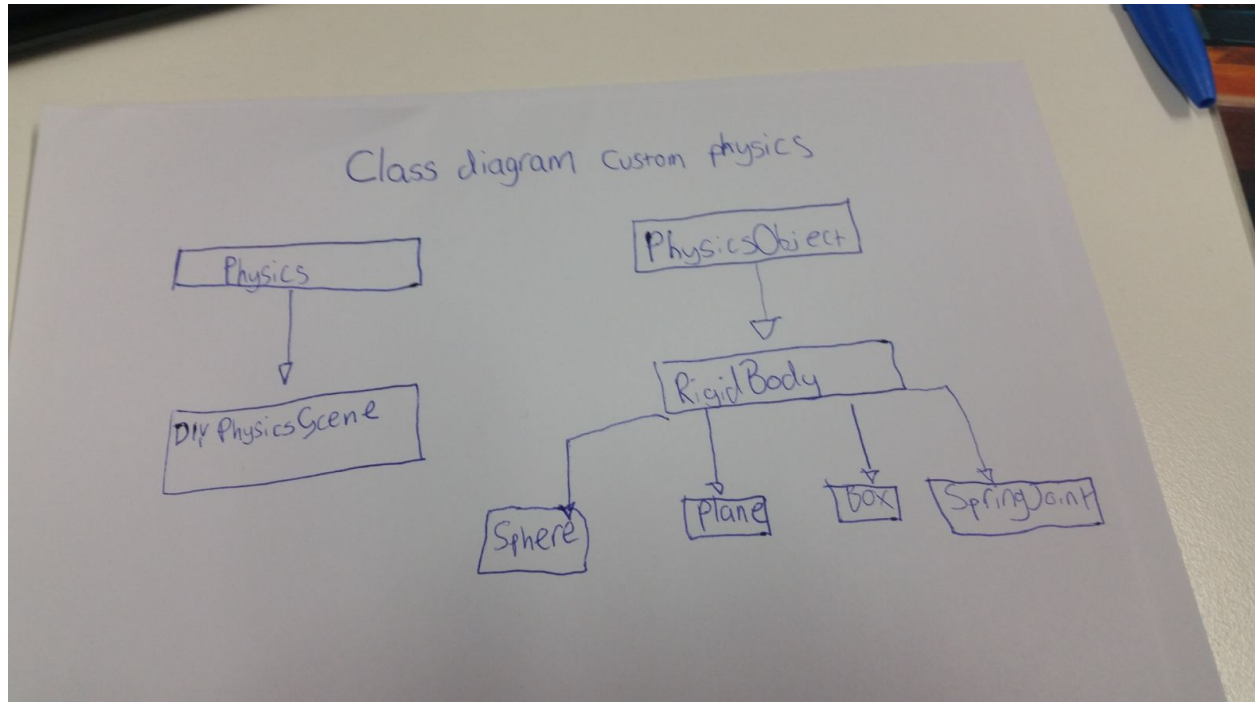 Class diagram custom physics
Physics
PhysicsObject
RigidBody
DIY PhysicsScene
Sphere
Plane
Box
SpringJoint